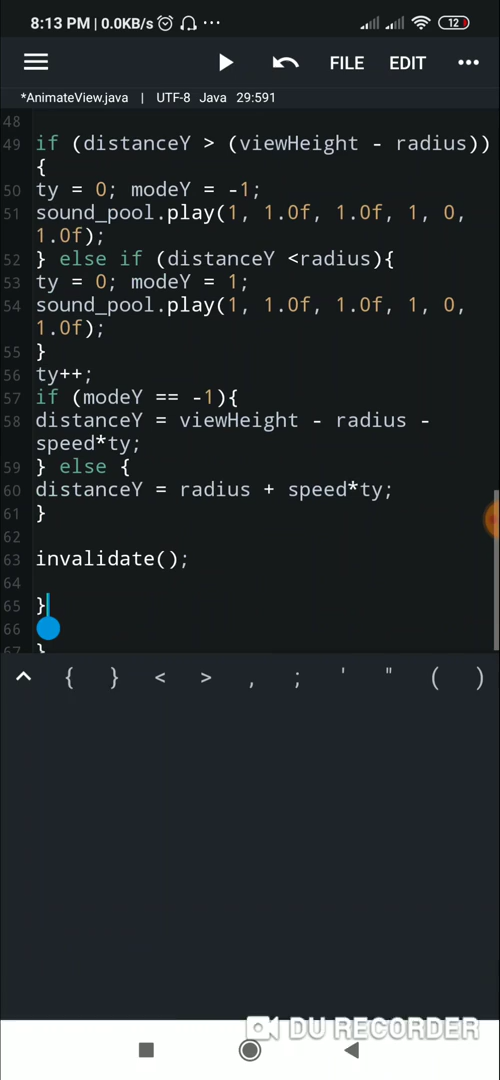 8:13 PM | 0.0KB/s ... 12
FILE EDIT
*AnimateView.java | UTF-8 Java 29:591
48
49 if (distanceY > (viewHeight - radius))
{
50 ty = 0; modeY = -1;
51 sound_pool.play(1, 1.0f, 1.0f, 1, 0,
1.0f);
52 } else if (distanceY <radius){
53 ty = 0; modeY = 1;
54 sound_pool.play(1, 1.0f, 1.0f, 1, 0,
1.0f);
55 }
56 ty++;
57 if (modeY == -1){
58 distanceY = viewHeight - radius -
speed*ty;
59 } else {
60 distanceY = radius + speed*ty;
61 }
62
63 invalidate();
64
65 }
66
67 }
{ } < > , ; ' " ( )
DU RECORDER